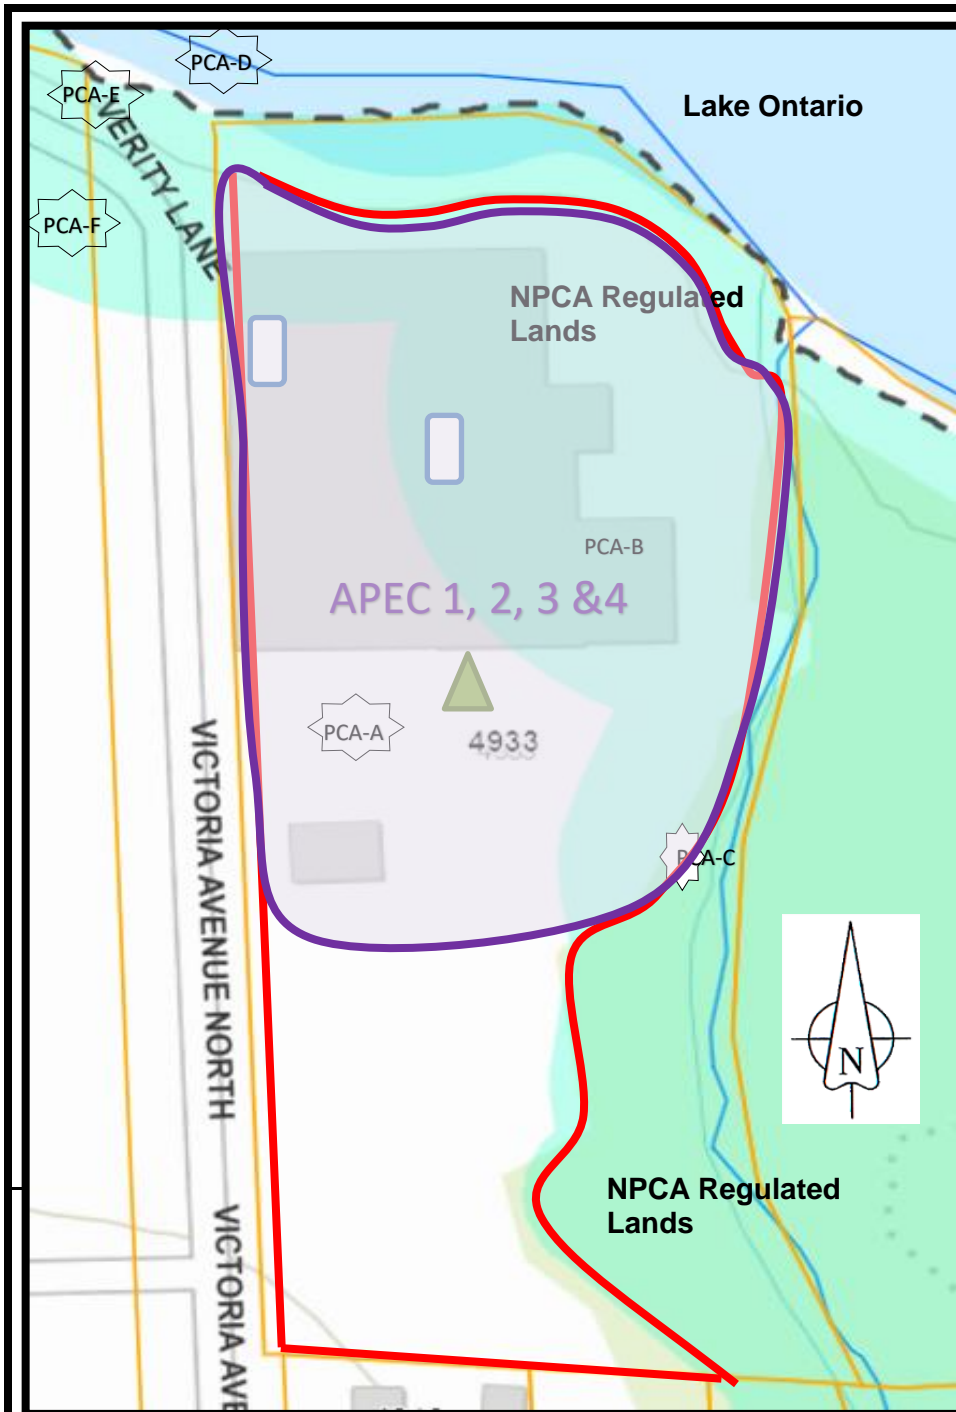 PCA-D
PCA-E
Lake Ontario
VERITY LANE
PCA-F
NPCA Regulated
Lands
PCA-B
APEC 1, 2, 3 &4
PCA-A
4933
VICTORIA AVENUE NORTH
PCA-C
N
NPCA Regulated
Lands
VICTORIA AVE